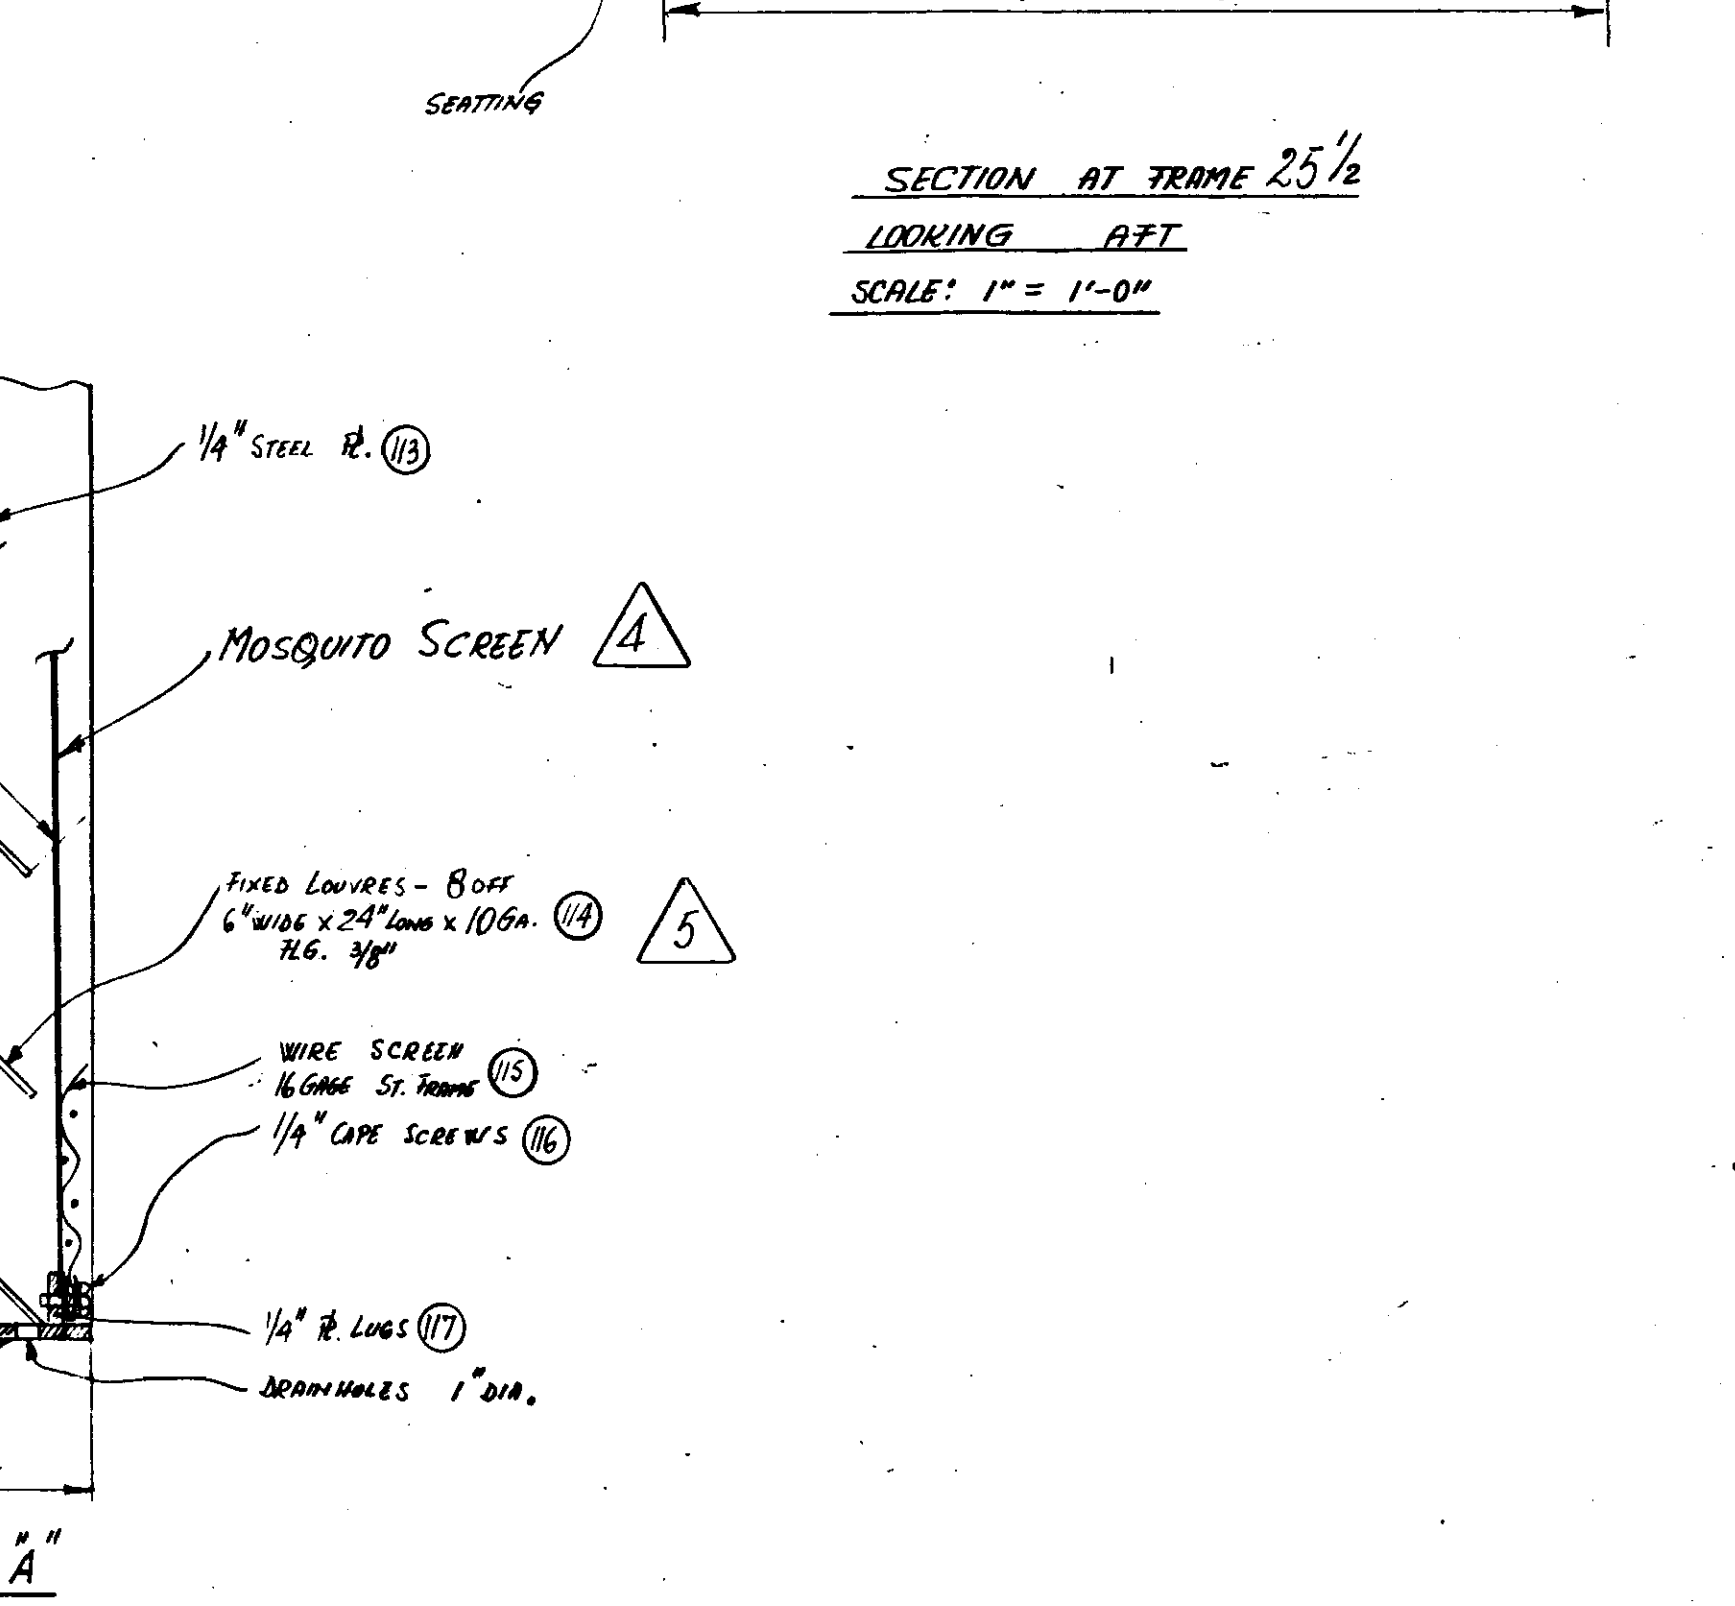 SEATTING
SECTION AT FRAME 25 1/2
LOOKING AFT
SCALE: 1" = 1'-0"
1/4" STEEL PL. 113
MOSQUITO SCREEN 4
FIXED LOUVRES - 8 OFF
6" WIDE x 24" LONG x 10 GA. 114
FLG. 3/8"
5
WIRE SCREEN
16 GAGE ST. FRAME 115
1/4" CAPE SCREWS 116
1/4" PL. LUGS 117
DRAINHOLES 1" DIA.
"A"